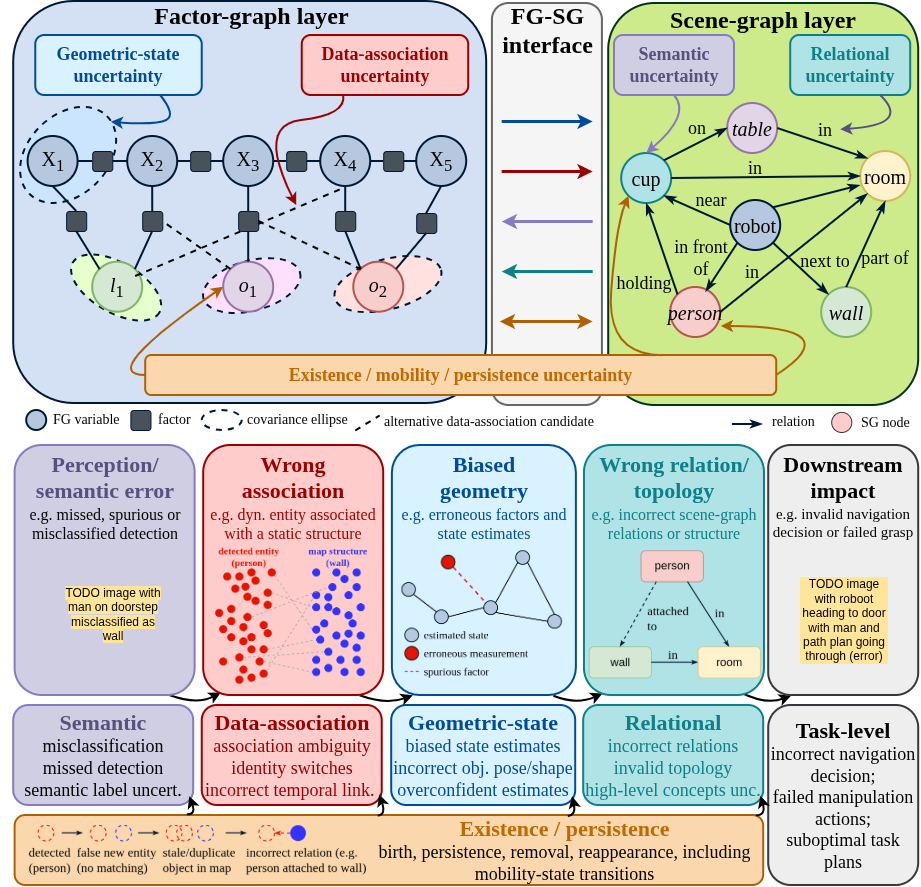 Factor-graph layer
FG-SG
interface
Scene-graph layer
Geometric-state
uncertainty
Data-association
uncertainty
Semantic
uncertainty
Relational
uncertainty
X1
X2
X3
X4
X5
l1
o1
o2
table
cup
room
robot
person
wall
on
in
in
near
in front
of
in
next to
part of
holding
Existence / mobility / persistence uncertainty
FG variable
factor
covariance ellipse
alternative data-association candidate
relation
SG node
Perception/
semantic error
e.g. missed, spurious or
misclassified detection
TODO image with
man on doorstep
misclassified as
wall
Wrong
association
e.g. dyn. entity associated
with a static structure
detected entity
(person)
map structure
(wall)
Biased
geometry
e.g. erroneous factors and
state estimates
estimated state
erroneous measurement
spurious factor
Wrong relation/
topology
e.g. incorrect scene-graph
relations or structure
person
attached
to
in
wall
in
room
Downstream
impact
e.g. invalid navigation
decision or failed grasp
TODO image
with roboot
heading to door
with man and
path plan going
through (error)
Semantic
misclassification
missed detection
semantic label uncert.
Data-association
association ambiguity
identity switches
incorrect temporal link.
Geometric-state
biased state estimates
incorrect obj. pose/shape
overconfident estimates
Relational
incorrect relations
invalid topology
high-level concepts unc.
Task-level
incorrect navigation
decision;
failed manipulation
actions;
suboptimal task
plans
detected
(person)
false new entity
(no matching)
stale/duplicate
object in map
incorrect relation (e.g.
person attached to wall)
Existence / persistence
birth, persistence, removal, reappearance, including
mobility-state transitions